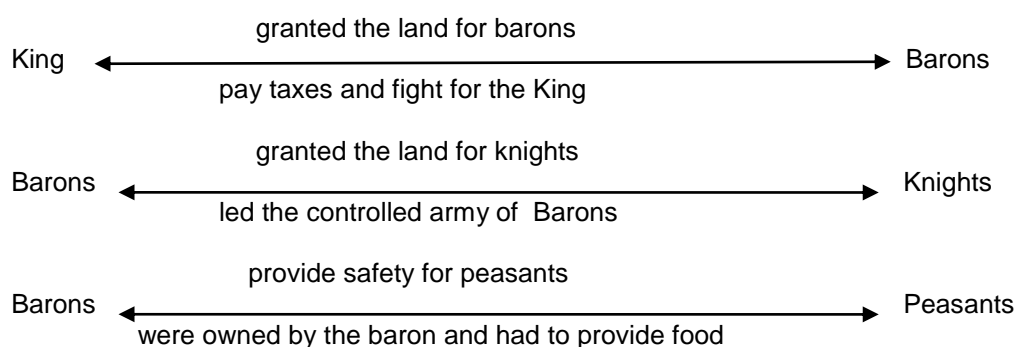 granted the land for barons
King Barons
pay taxes and fight for the King
granted the land for knights
Barons Knights
led the controlled army of Barons
provide safety for peasants
Barons Peasants
were owned by the baron and had to provide food